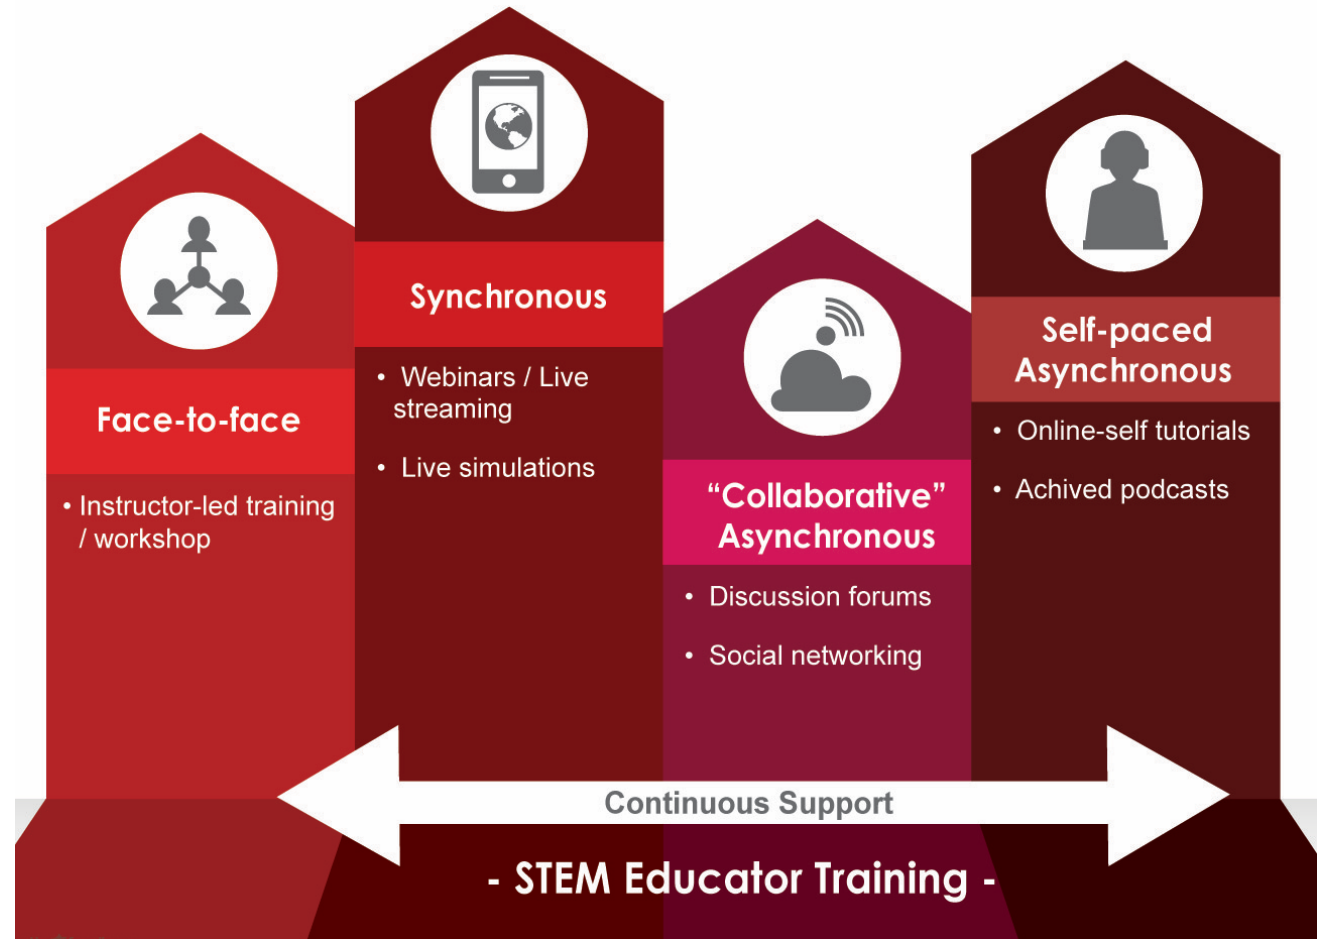 Face-to-face
• Instructor-led training
/ workshop
Synchronous
• Webinars / Live
streaming
• Live simulations
“Collaborative”
Asynchronous
• Discussion forums
• Social networking
Self-paced
Asynchronous
• Online-self tutorials
• Achived podcasts
Continuous Support
- STEM Educator Training -